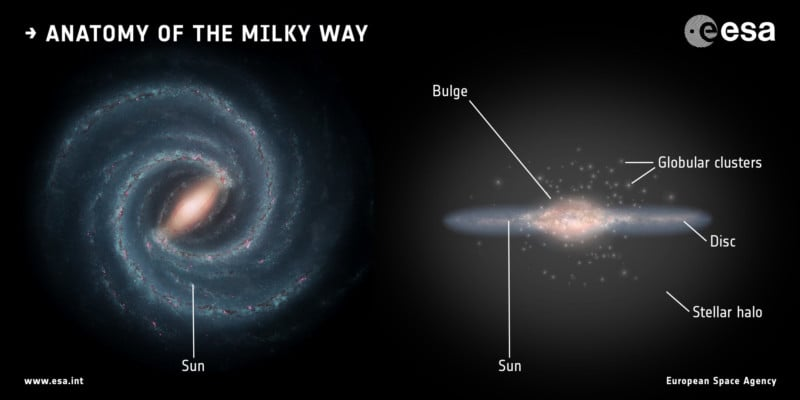 → ANATOMY OF THE MILKY WAY
esa
Bulge
Globular clusters
Disc
Stellar halo
Sun
Sun
www.esa.int
European Space Agency